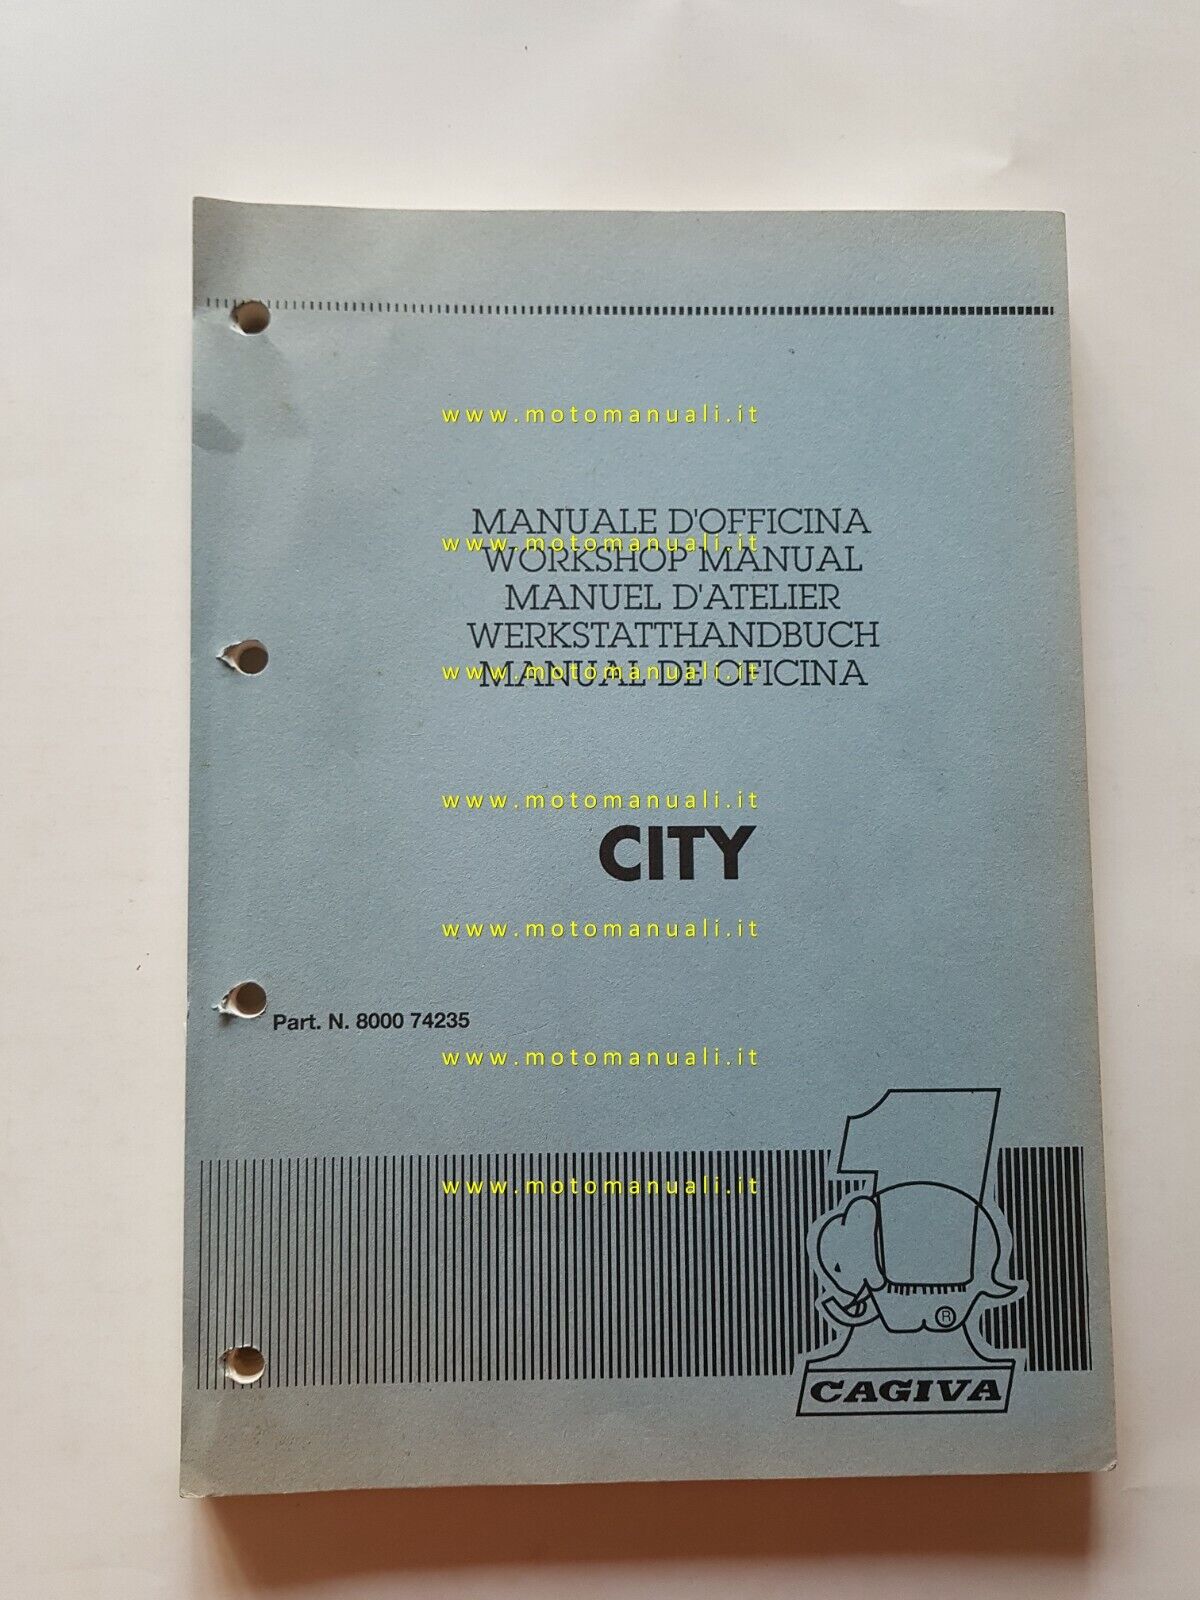 www.motomanuali.it
MANUALE D'OFFICINA
www.motomanuali.it
WORKSHOP MANUAL
MANUEL D'ATELIER
WERKSTATTHANDBUCH
www.motomanuali.it
MANUAL DE OFICINA
www.motomanuali.it
CITY
www.motomanuali.it
Part. N. 8000 74235
www.motomanuali.it
1
www.motomanuali.it
®
CAGIVA